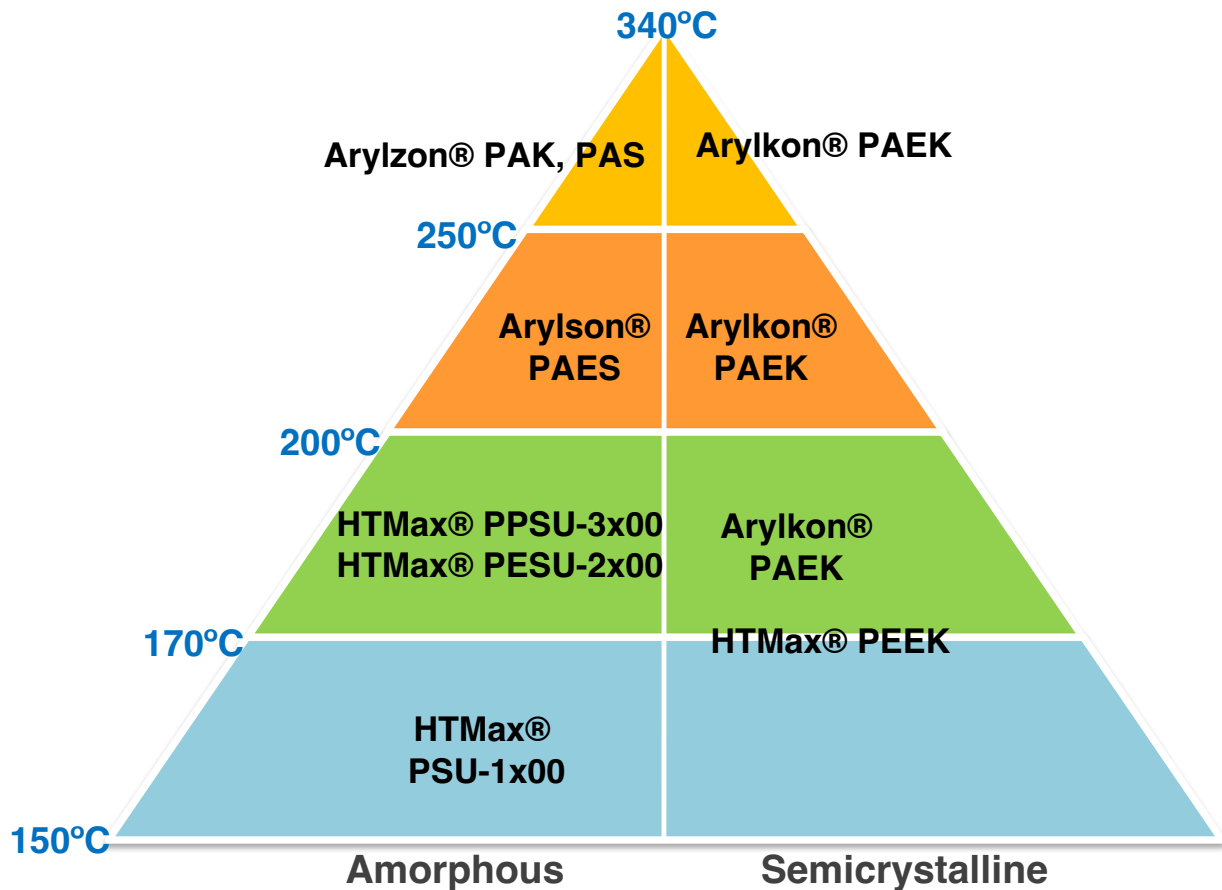 340ºC
Arylzon® PAK, PAS
Arylkon® PAEK
250ºC
Arylson®
PAES
Arylkon®
PAEK
200ºC
HTMax® PPSU-3x00
HTMax® PESU-2x00
Arylkon®
PAEK
170ºC
HTMax® PEEK
HTMax®
PSU-1x00
150ºC
Amorphous
Semicrystalline